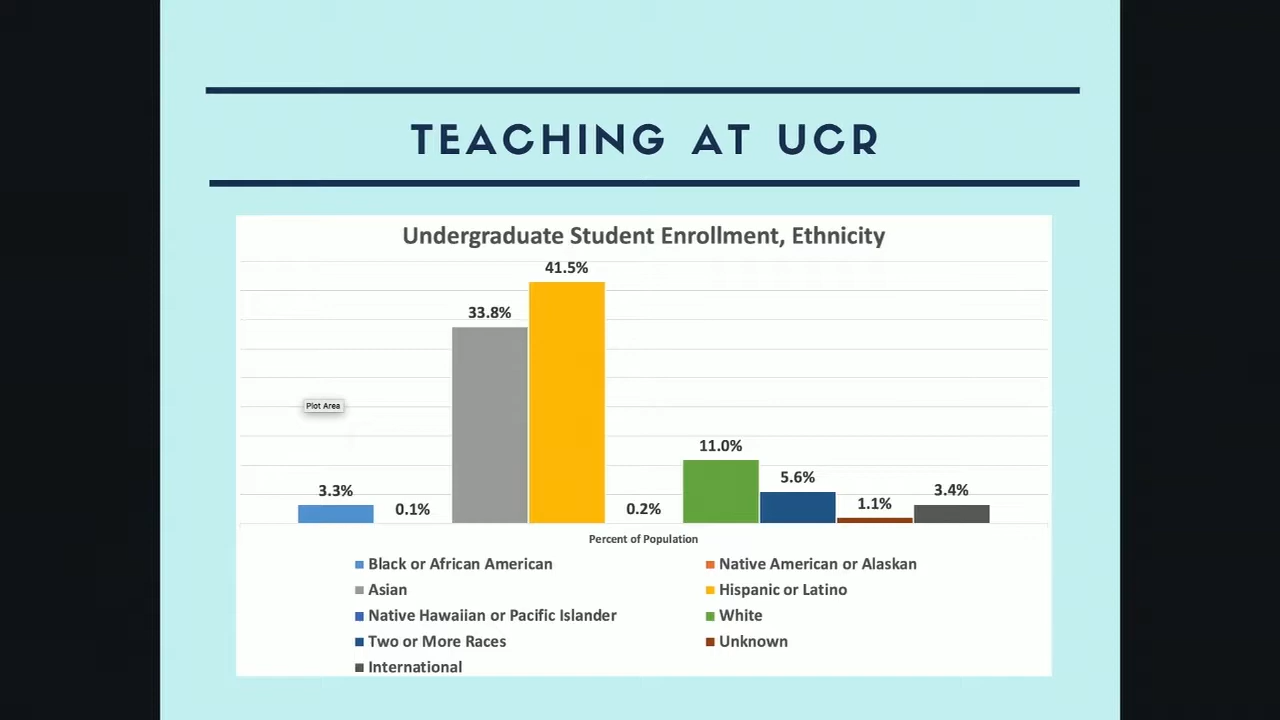 TEACHING AT UCR
Undergraduate Student Enrollment, Ethnicity
41.5%
33.8%
Plot Area
11.0%
5.6%
3.3%
3.4%
1.1%
0.1%
0.2%
Percent of Population
Black or African American
Native American or Alaskan
Asian
Hispanic or Latino
Native Hawaiian or Pacific Islander
White
Two or More Races
Unknown
International